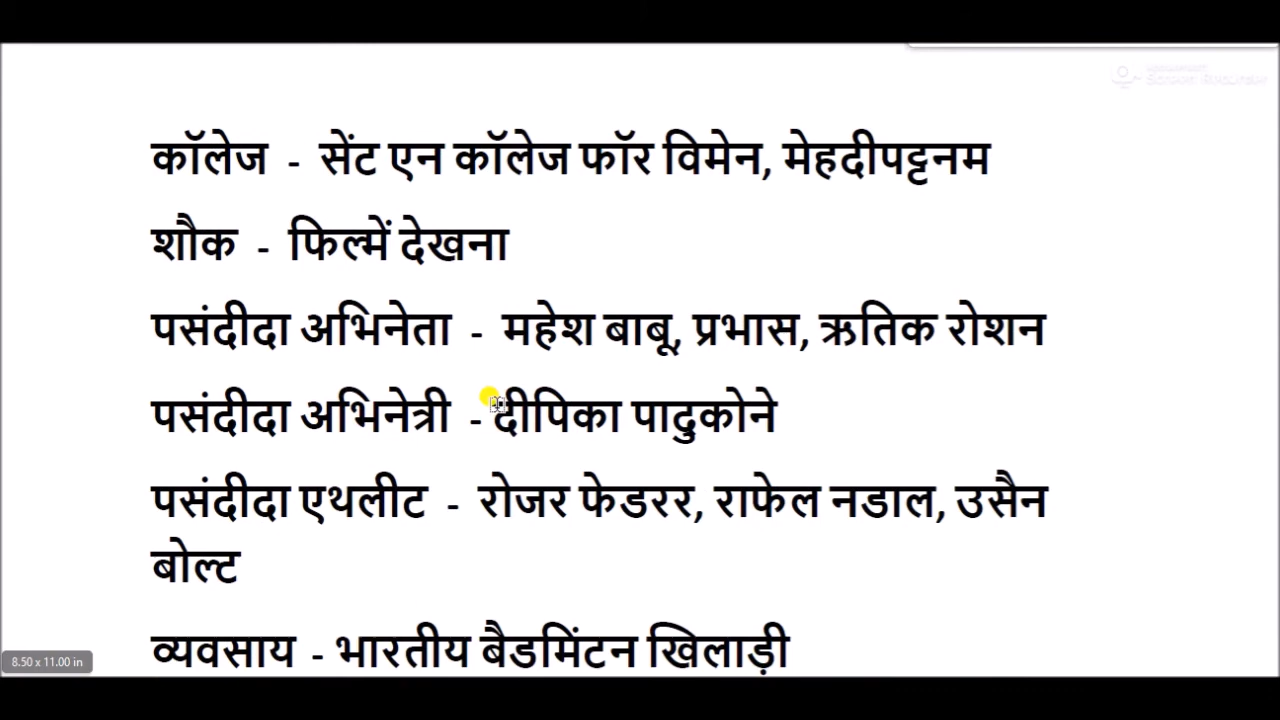 कॉलेज - सेंट एन कॉलेज फॉर विमेन, मेहदीपट्टनम
शौक - फिल्में देखना
पसंदीदा अभिनेता - महेश बाबू, प्रभास, ऋतिक रोशन
पसंदीदा अभिनेत्री - दीपिका पादुकोने
पसंदीदा एथलीट - रोजर फेडरर, राफेल नडाल, उसैन
बोल्ट
व्यवसाय - भारतीय बैडमिंटन खिलाड़ी
8.50 x 11.00 in